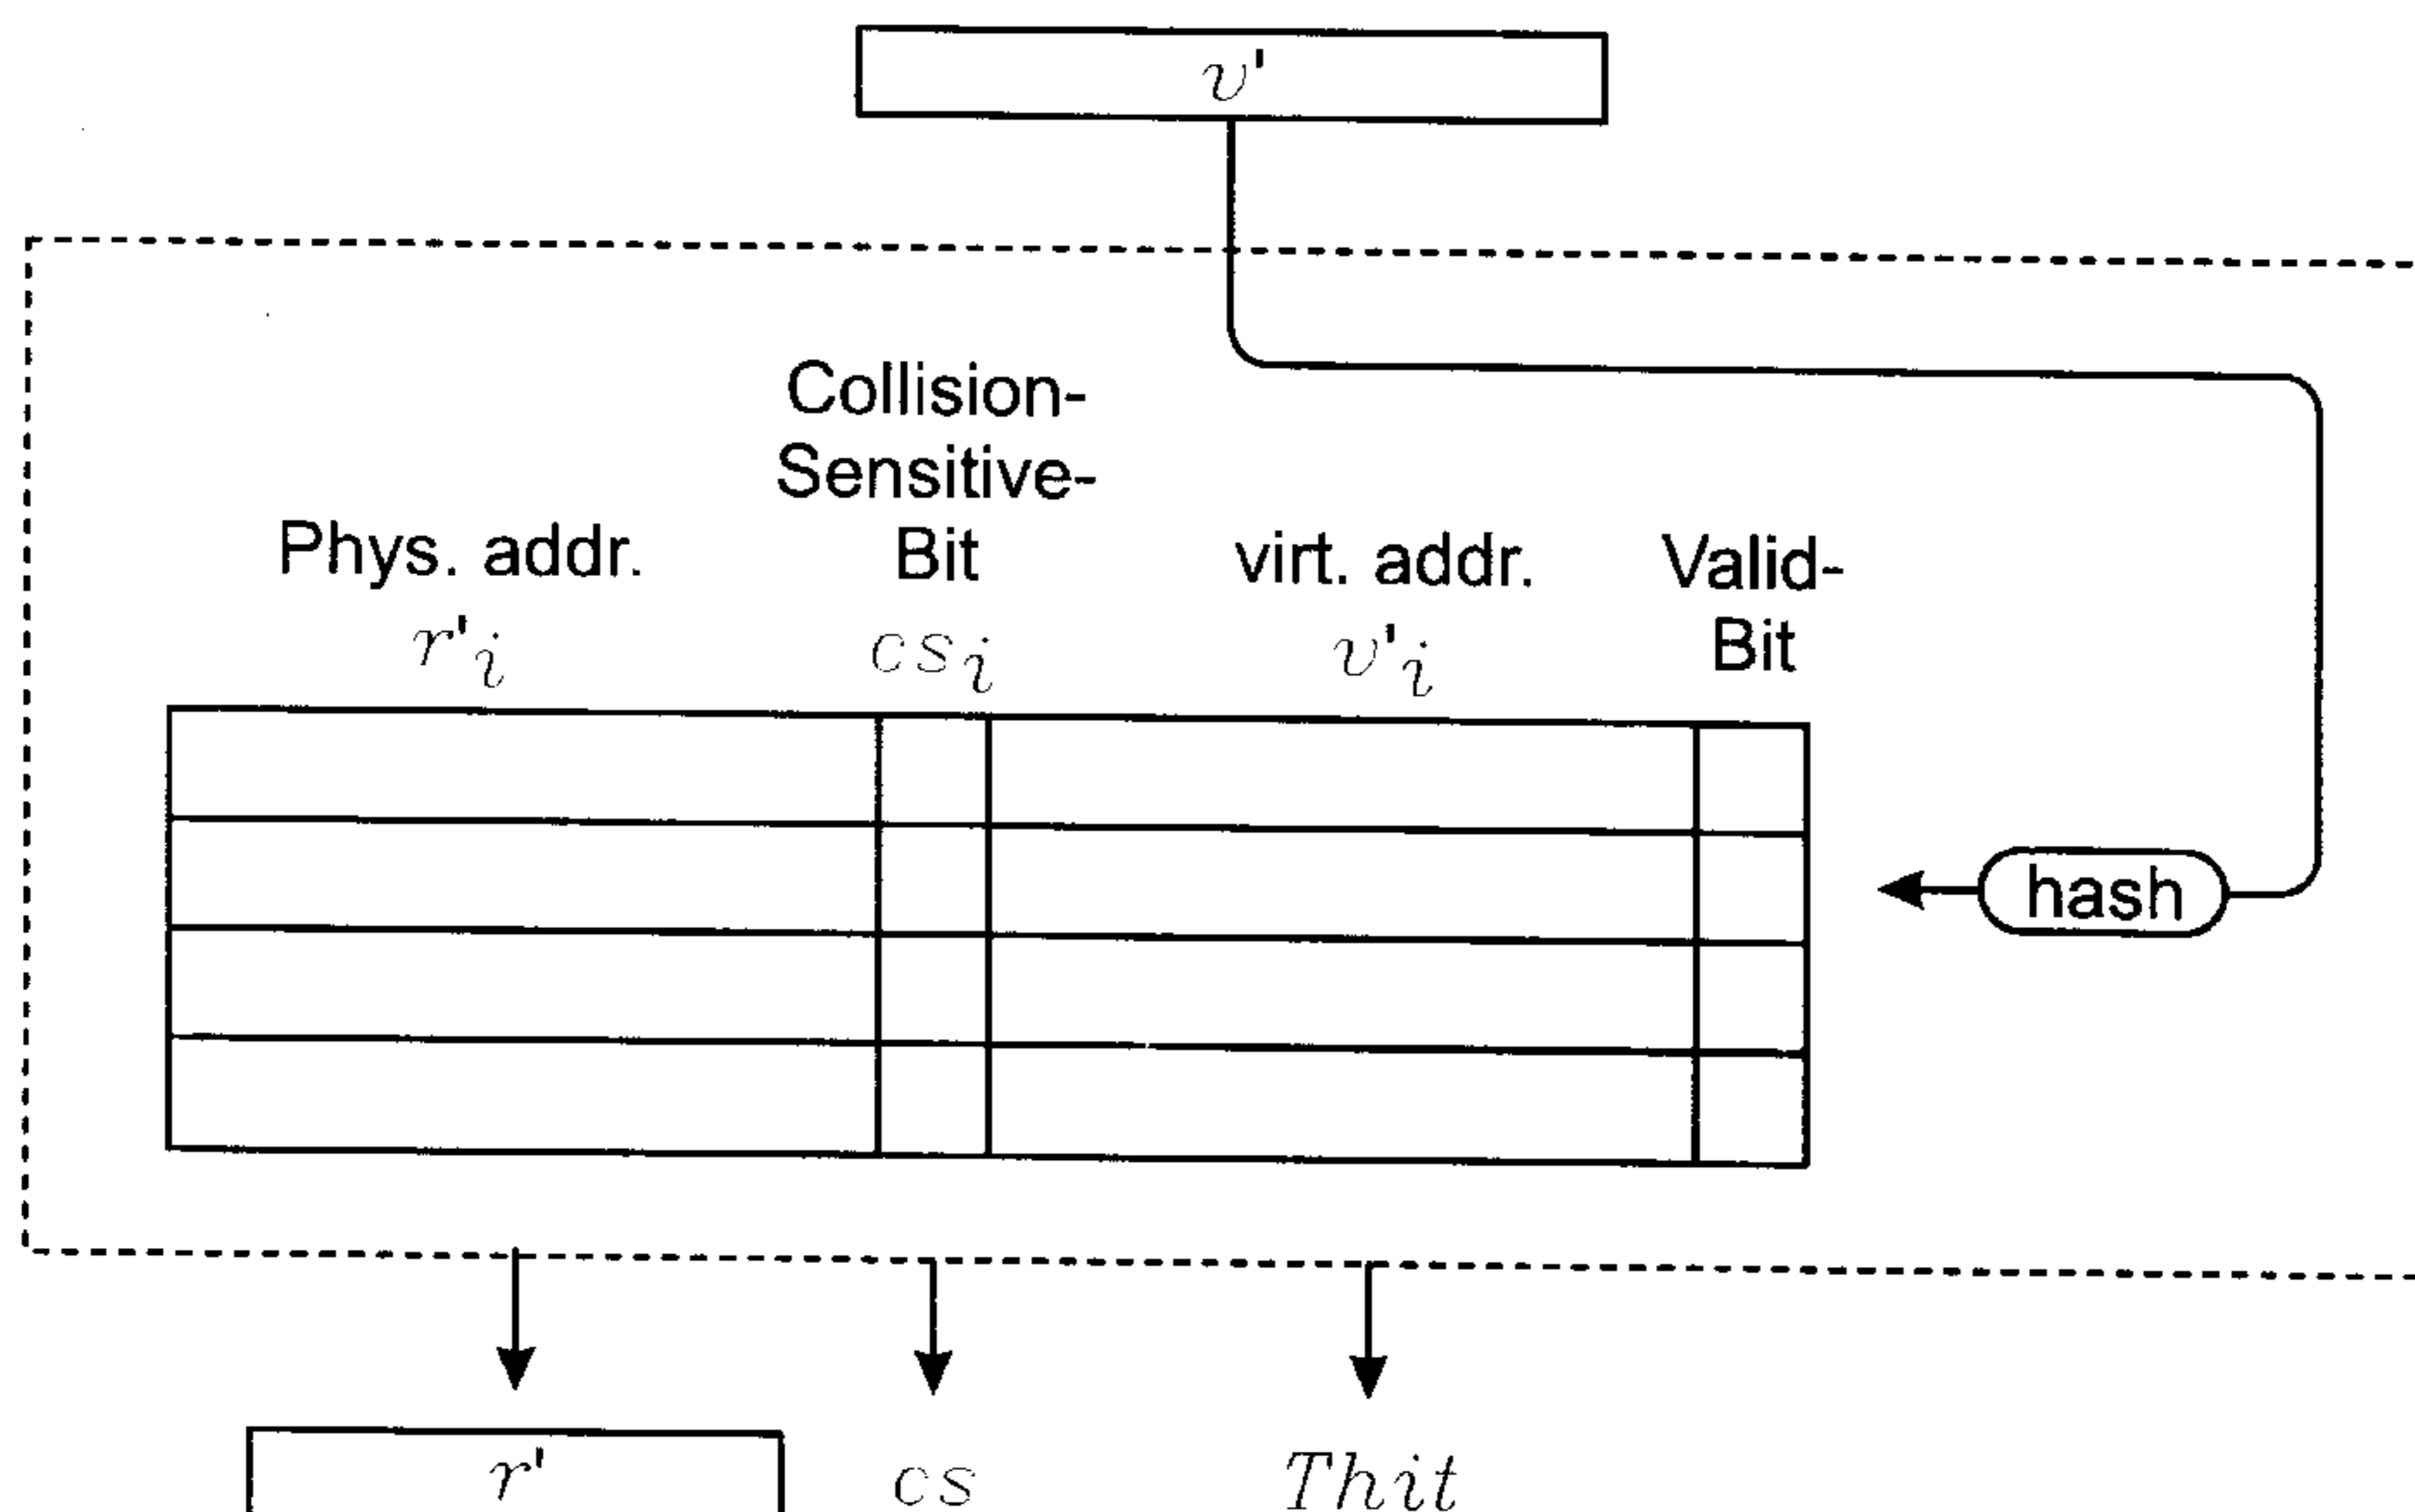 v'
Collision-
Sensitive-
Bit
Phys. addr.
virt. addr.
Valid-
Bit
r'i
csi
v'i
hash
r'
cs
Thit